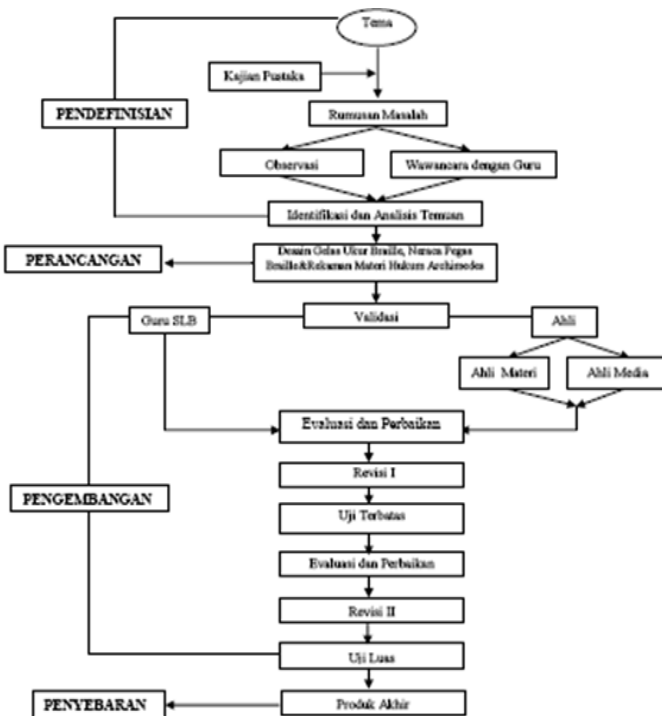 Tema
Kajian Pustaka
PENDEFINISIAN
Rumusan Masalah
Observasi
Wawancara dengan Guru
Identifikasi dan Analisis Temuan
PERANCANGAN
Desain Gelas Ukur Braille, Neraca Pegas
Braille&Rekaman Materi Hukum Archimedes
Guru SLB
Validasi
Ahli
Ahli Materi
Ahli Media
Evaluasi dan Perbaikan
Revisi I
PENGEMBANGAN
Uji Terbatas
Evaluasi dan Perbaikan
Revisi II
Uji Luas
PENYEBARAN
Produk Akhir